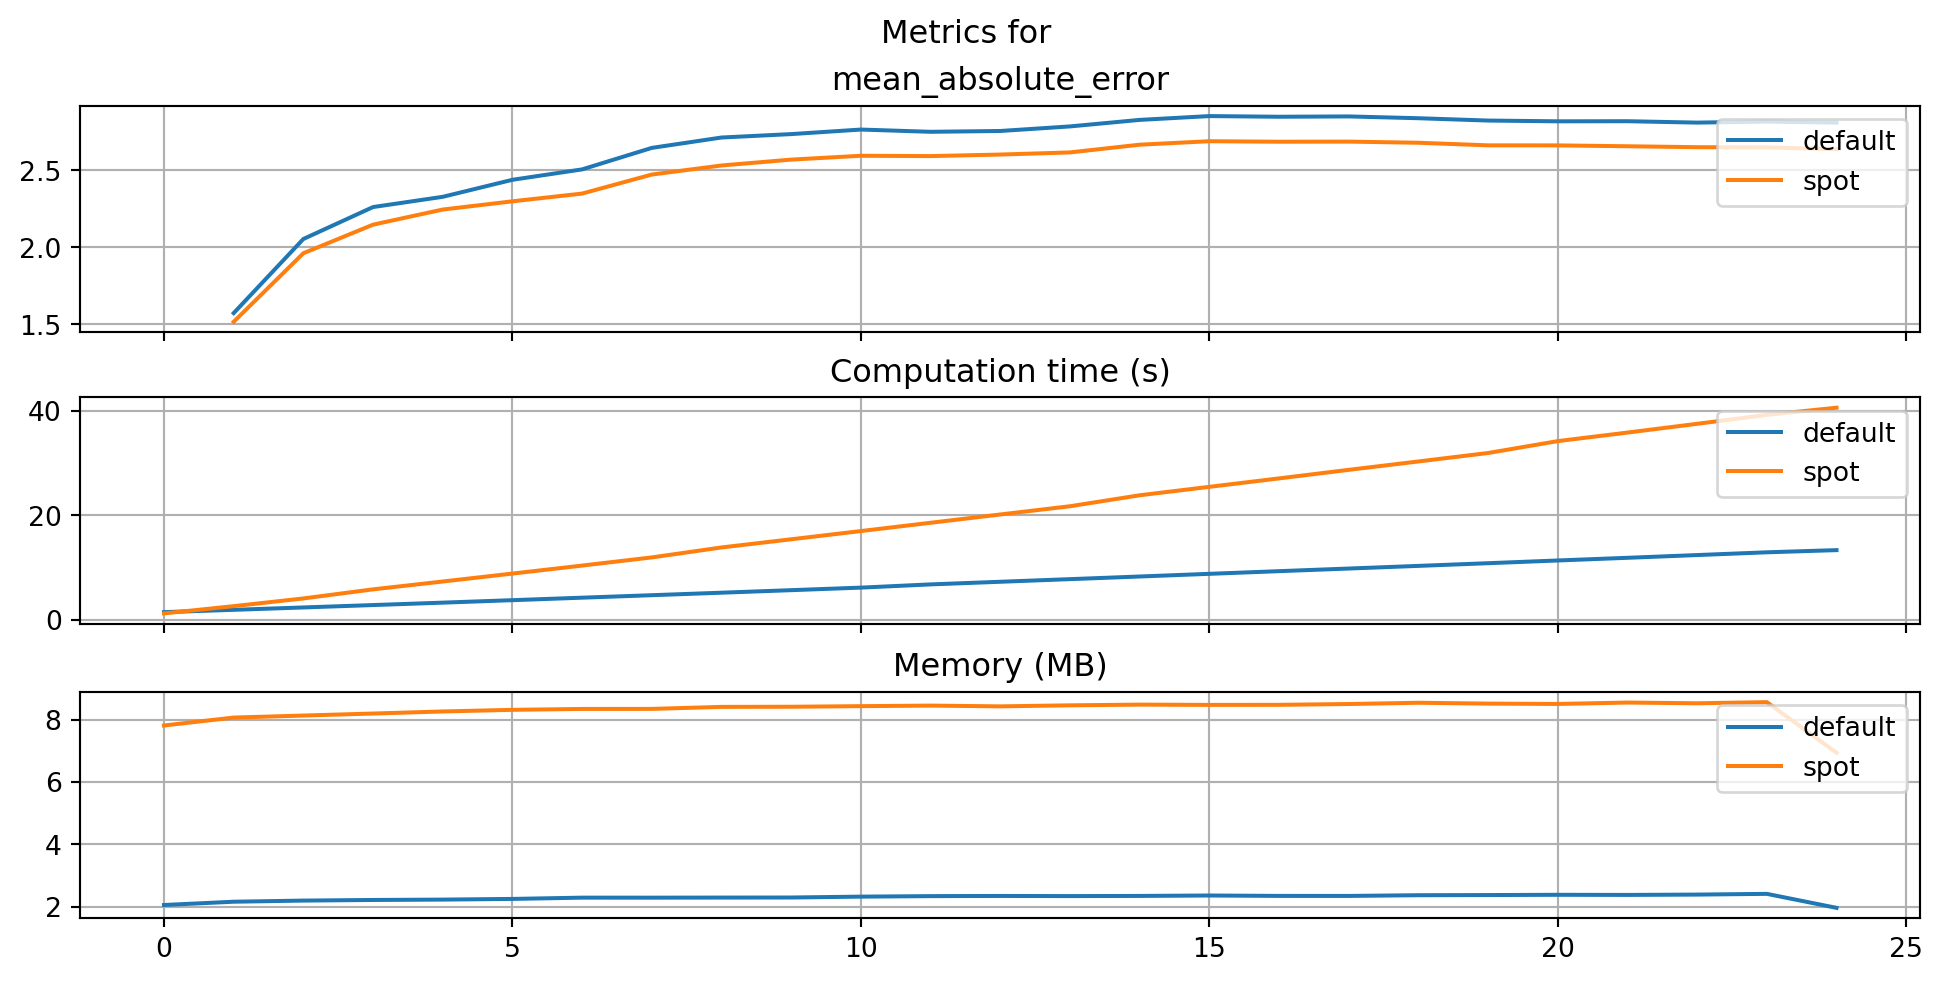 Metrics for
mean_absolute_error
2.5
2.0
1.5
default
spot
Computation time (s)
40
20
0
default
spot
Memory (MB)
8
6
4
2
default
spot
0 5 10 15 20 25